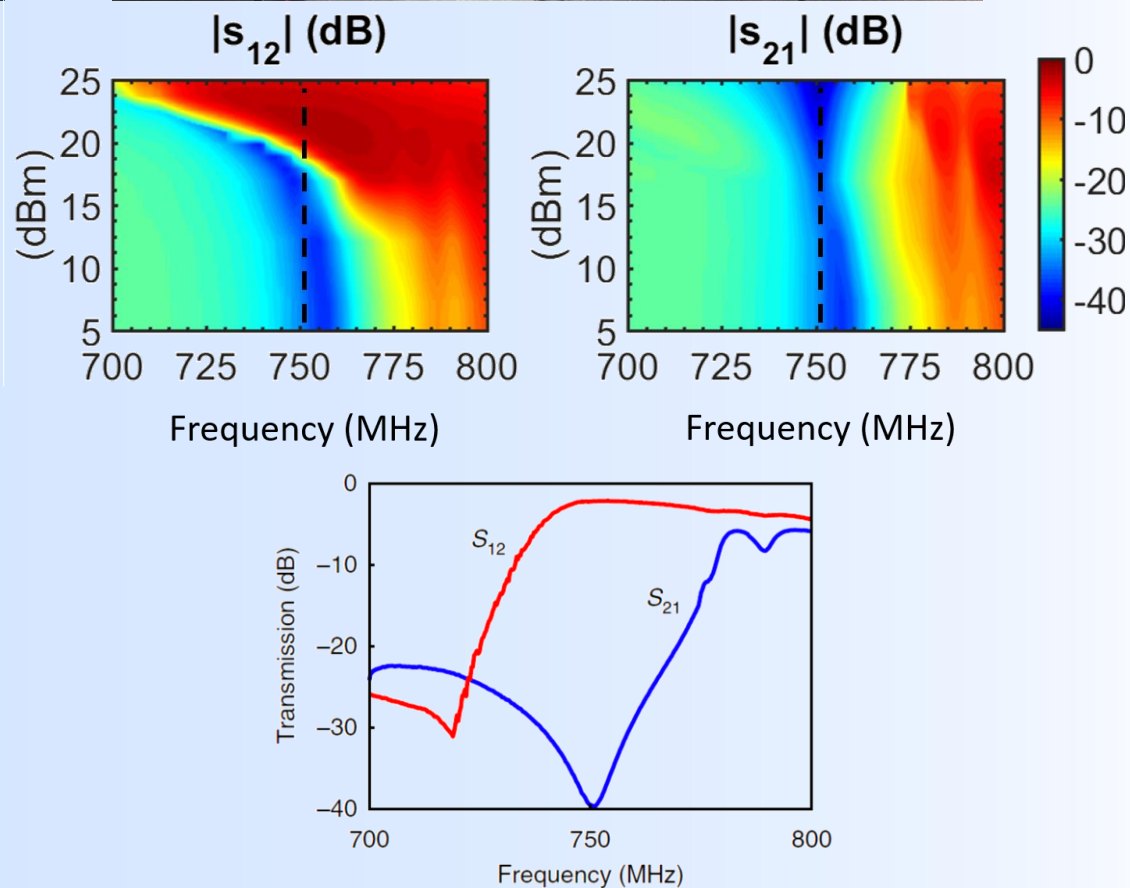 |s12| (dB)
|s21| (dB)
25
20
15
10
5
(dBm)
700 725 750 775 800
Frequency (MHz)
25
20
15
10
5
(dBm)
700 725 750 775 800
Frequency (MHz)
0
-10
-20
-30
-40
0
−10
−20
−30
−40
Transmission (dB)
S12
S21
700 750 800
Frequency (MHz)